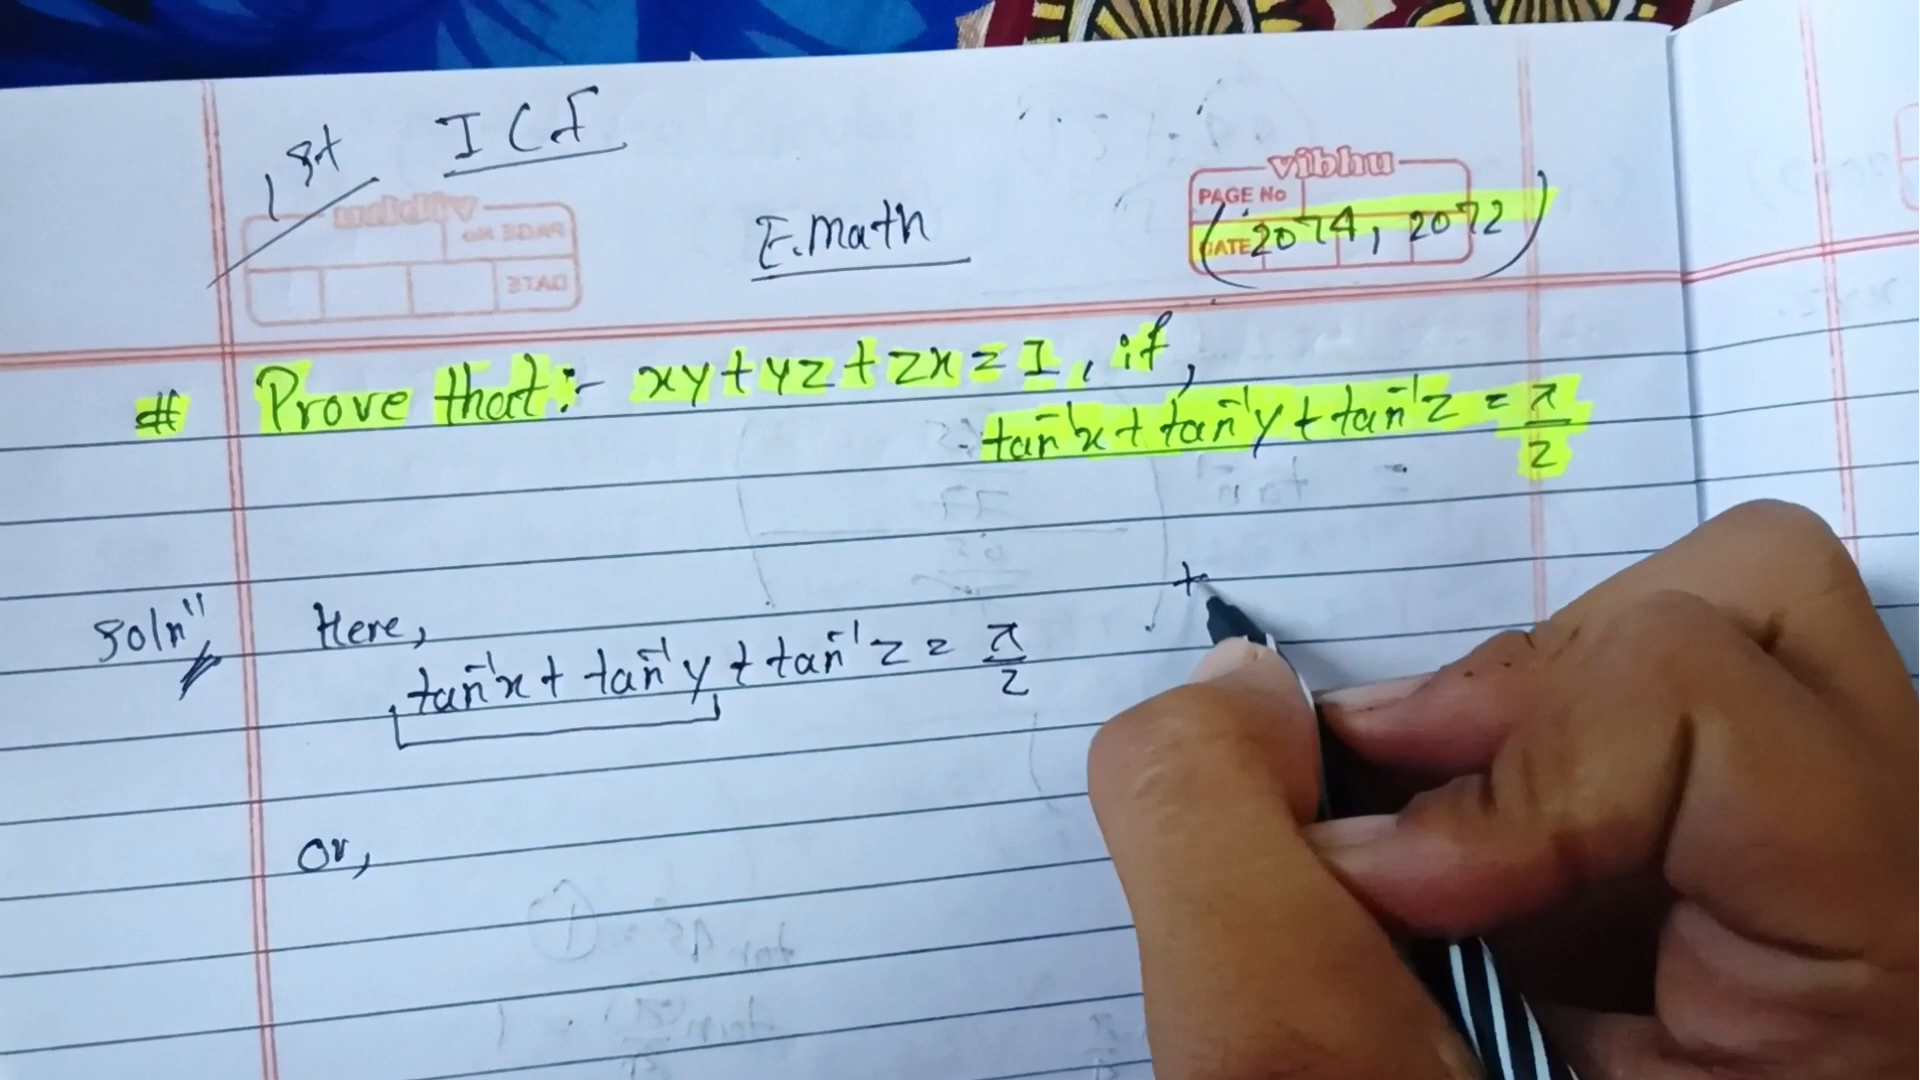 1st ICT
E.Math
vibhu
PAGE No
DATE
(2074, 2072)
# Prove that:- xy+yz+zx=1, if,
tan⁻¹x + tan⁻¹y + tan⁻¹z = π/2
Soln" Here,
tan⁻¹x + tan⁻¹y + tan⁻¹z = π/2
or,